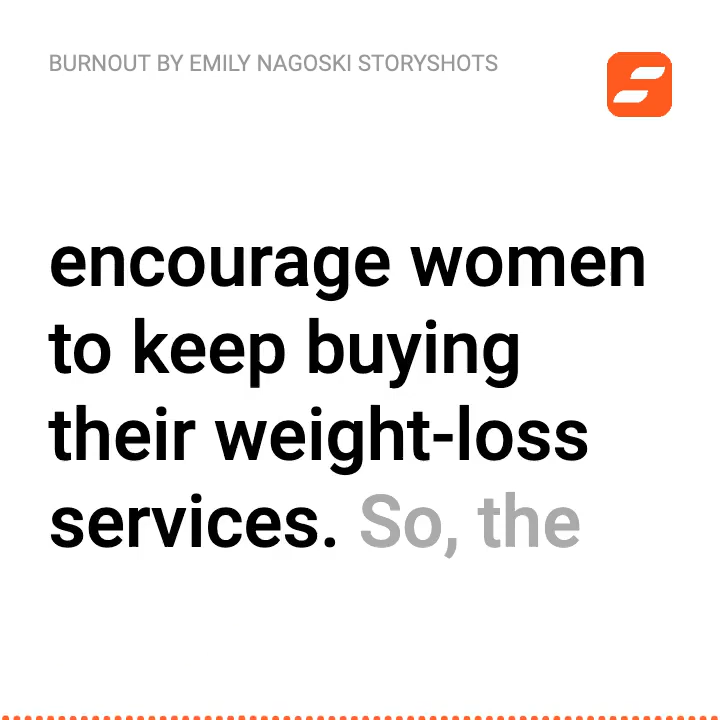 BURNOUT BY EMILY NAGOSKI STORYSHOTS
encourage women
to keep buying
their weight-loss
services. So, the